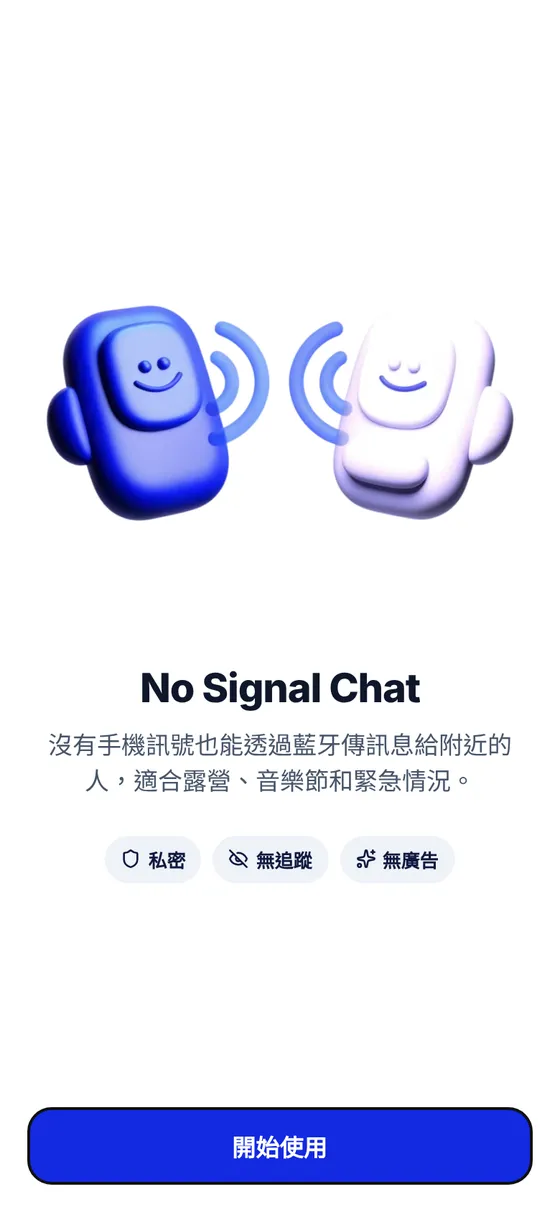 No Signal Chat
沒有手機訊號也能透過藍牙傳訊息給附近的
人，適合露營、音樂節和緊急情況。
私密 無追蹤 無廣告
開始使用